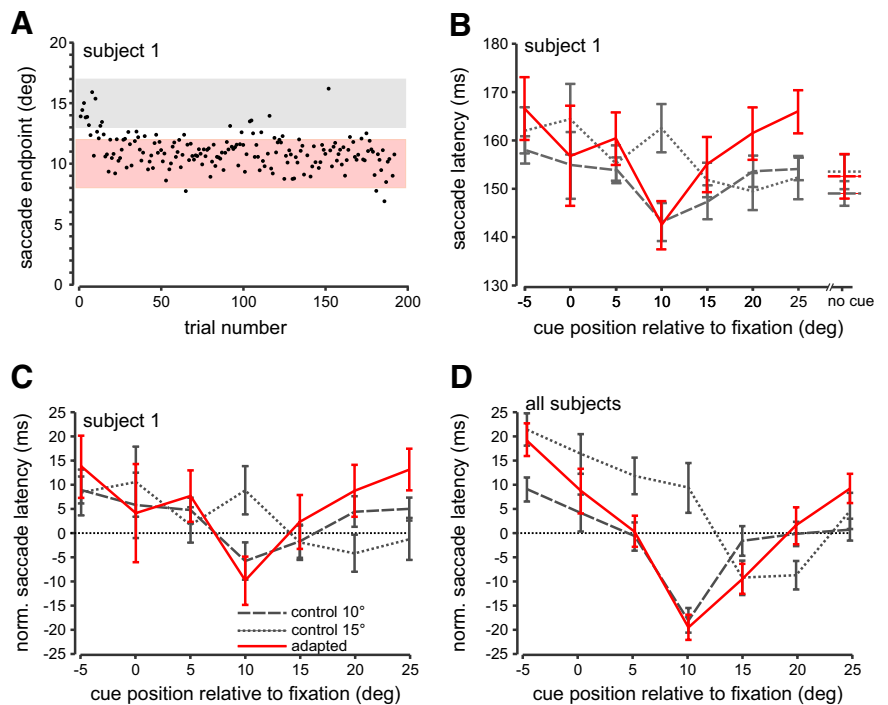 A
subject 1
saccade endpoint (deg)
20
15
10
5
0
0
50
100
150
200
trial number
B
subject 1
saccade latency (ms)
180
170
160
150
140
130
-5
0
5
10
15
20
25
no cue
cue position relative to fixation (deg)
C
subject 1
norm. saccade latency (ms)
25
20
15
10
5
0
-5
-10
-15
-20
-25
control 10°
control 15°
adapted
-5
0
5
10
15
20
25
cue position relative to fixation (deg)
D
all subjects
norm. saccade latency (ms)
25
20
15
10
5
0
-5
-10
-15
-20
-25
-5
0
5
10
15
20
25
cue position relative to fixation (deg)